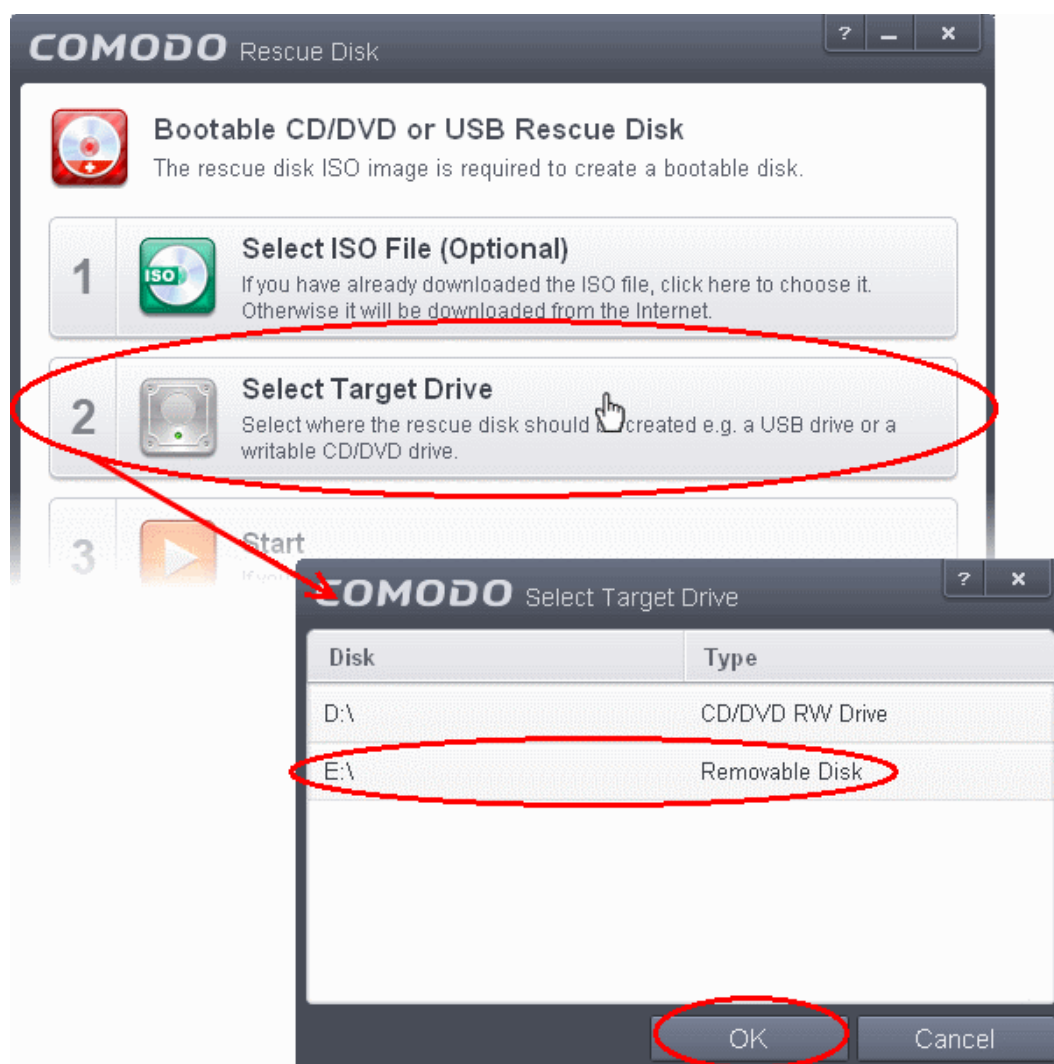 COMODO Rescue Disk
? – x
Bootable CD/DVD or USB Rescue Disk
The rescue disk ISO image is required to create a bootable disk.
1
ISO
Select ISO File (Optional)
If you have already downloaded the ISO file, click here to choose it.
Otherwise it will be downloaded from the Internet.
2
Select Target Drive
Select where the rescue disk should created e.g. a USB drive or a
writable CD/DVD drive.
3
Start
If you
COMODO Select Target Drive
? x
Disk Type
D:\ CD/DVD RW Drive
E:\ Removable Disk
OK Cancel